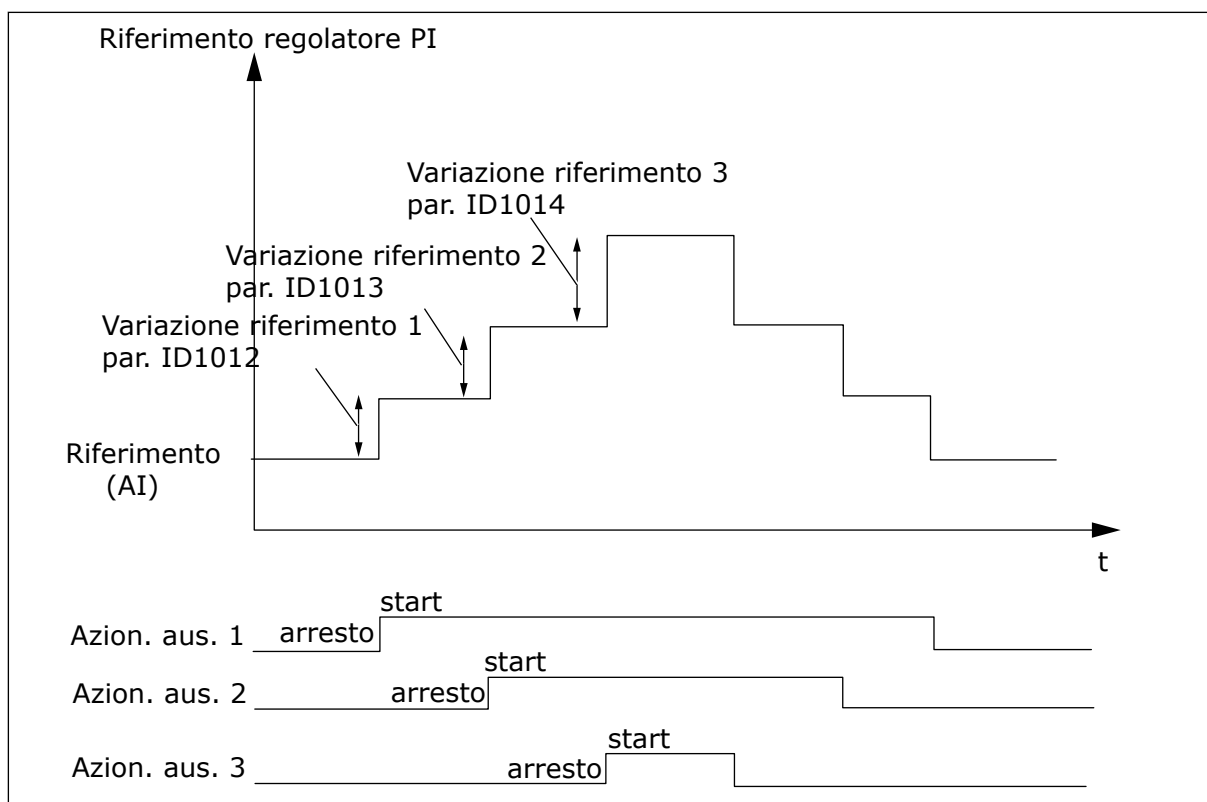 Riferimento regolatore PI
Variazione riferimento 3
par. ID1014
Variazione riferimento 2
par. ID1013
Variazione riferimento 1
par. ID1012
Riferimento
(AI)
t
start
Azion. aus. 1 arresto
start
Azion. aus. 2 arresto
start
Azion. aus. 3 arresto